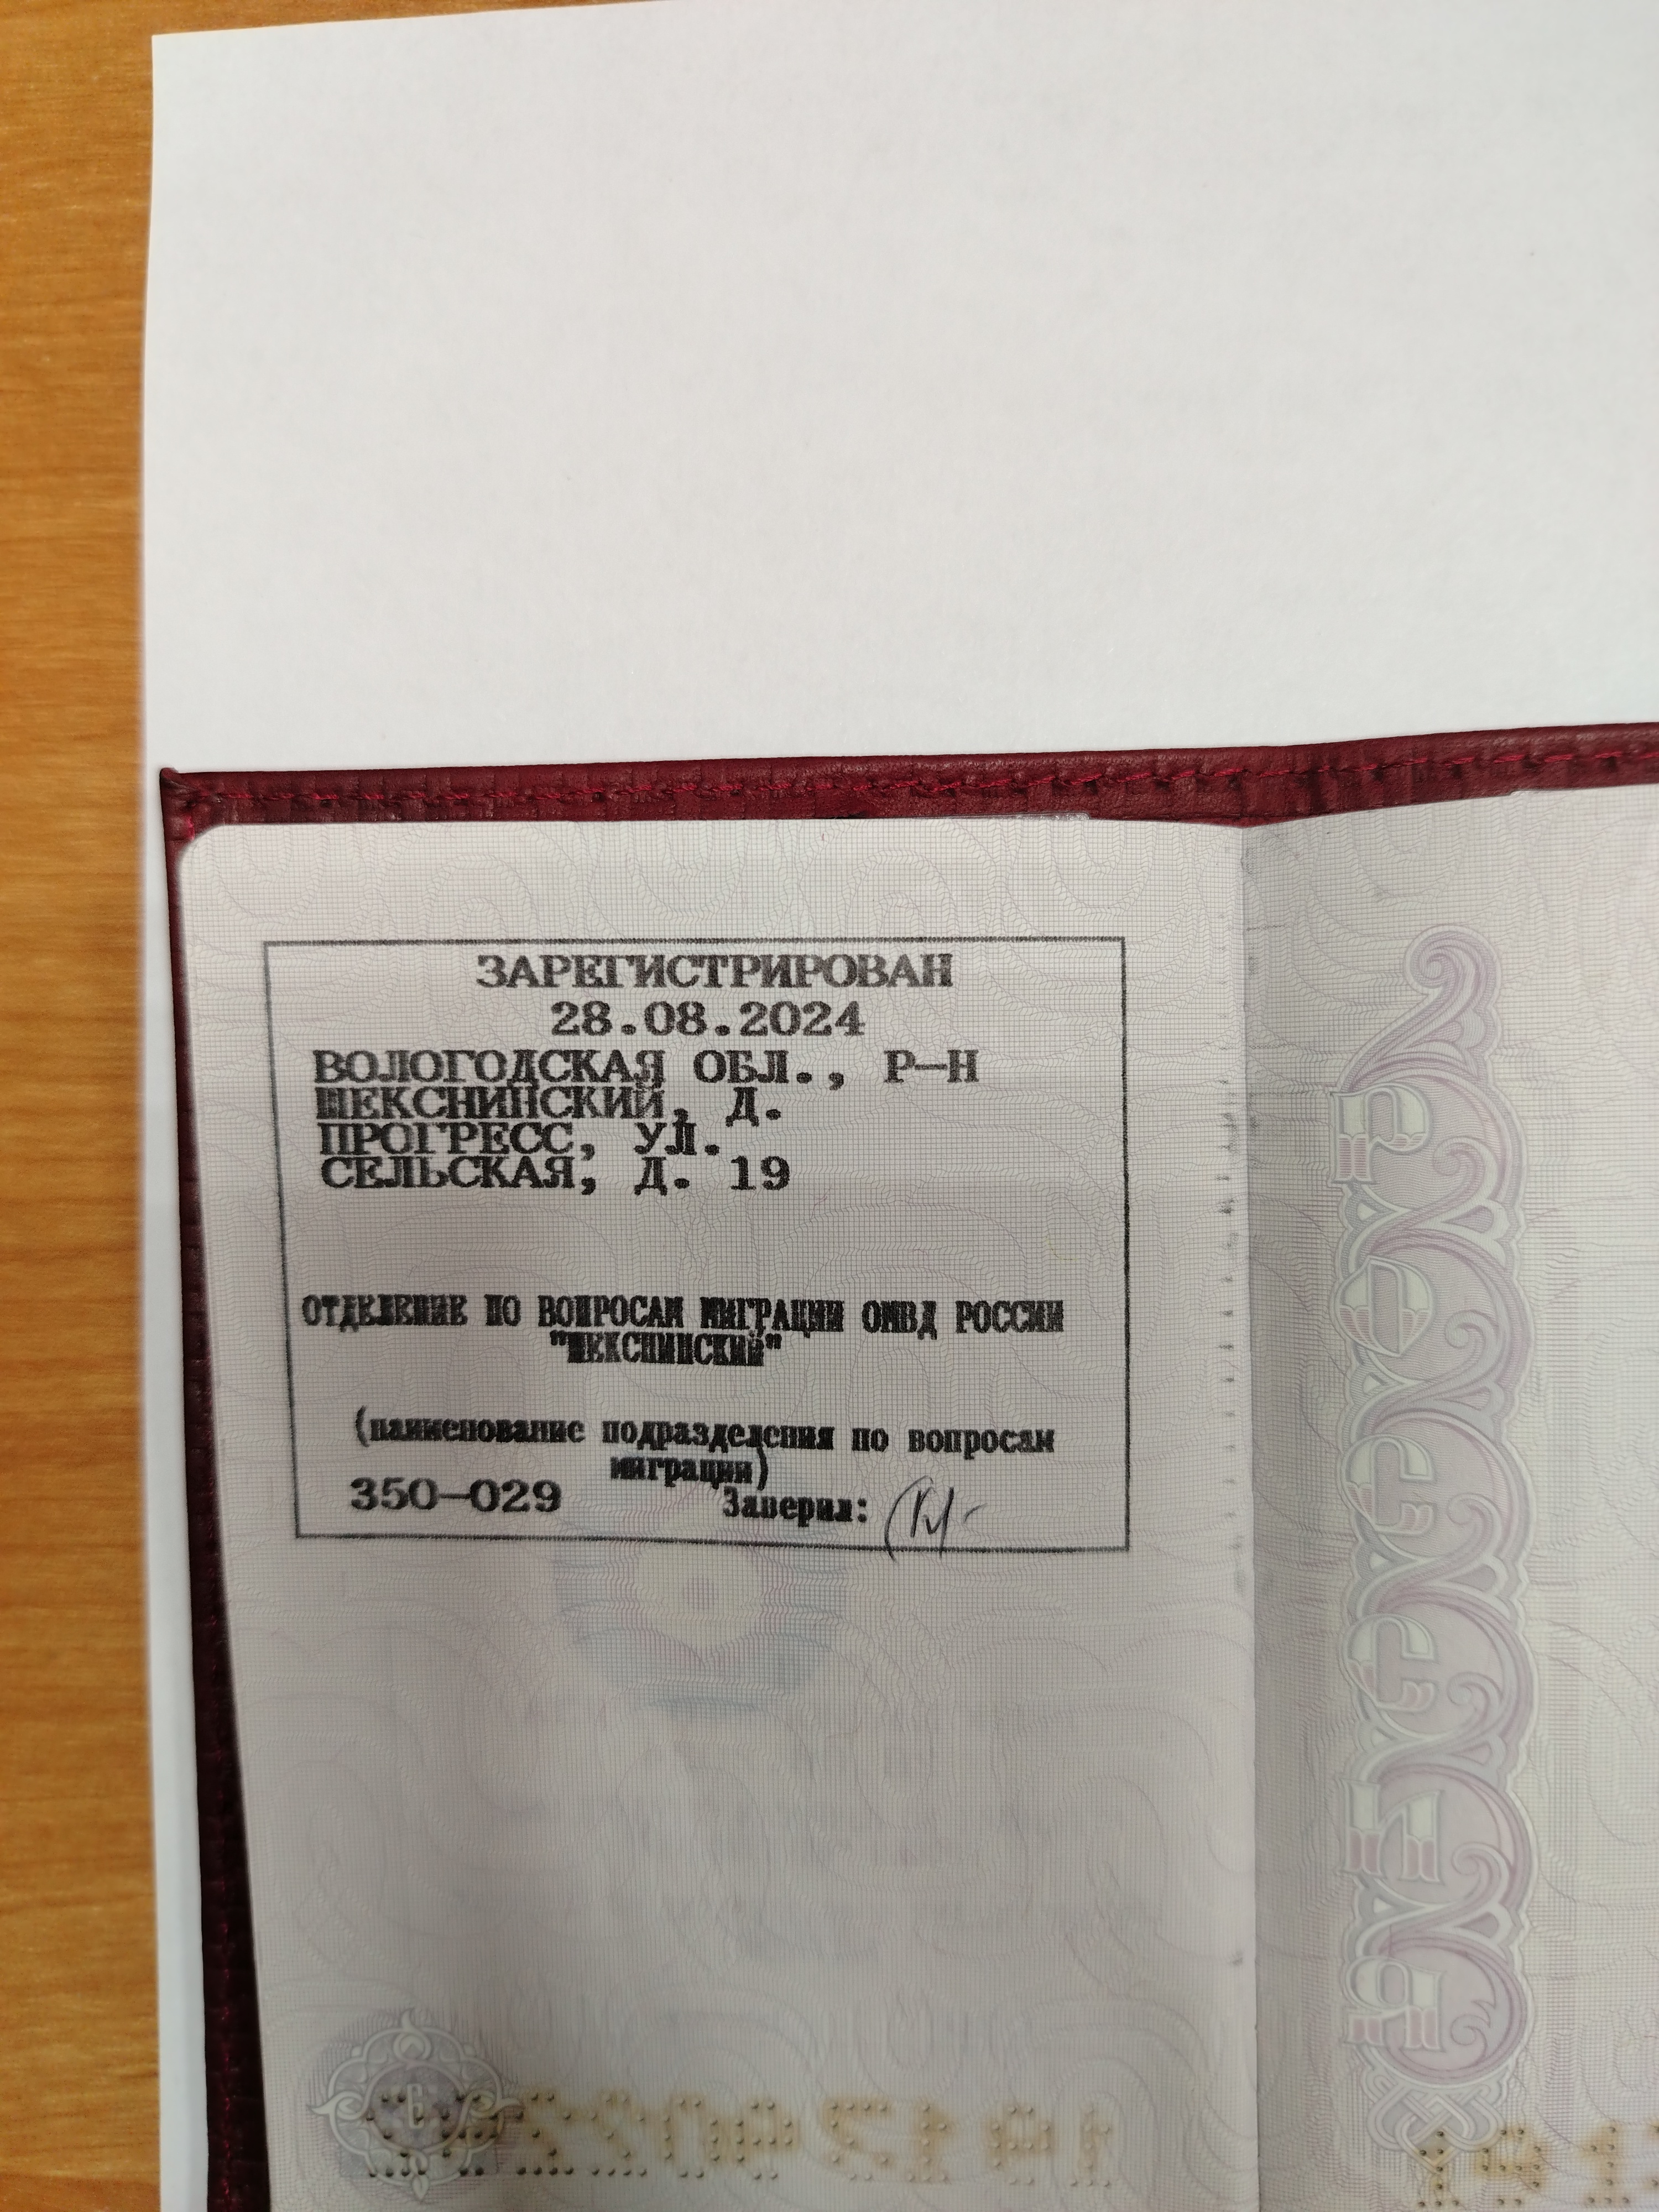 ЗАРЕГИСТРИРОВАН
28.08.2024
ВОЛОГОДСКАЯ ОБЛ., Р-Н
ШЕКСНИНСКИЙ, Д.
ПРОГРЕСС, УЛ.
СЕЛЬСКАЯ, Д. 19
ОТДЕЛЕНИЕ ПО ВОПРОСАМ МИГРАЦИИ ОМВД РОССИИ
"ШЕКСНИНСКИЙ"
(наименование подразделения по вопросам
миграции)
350-029 Заверил:
6